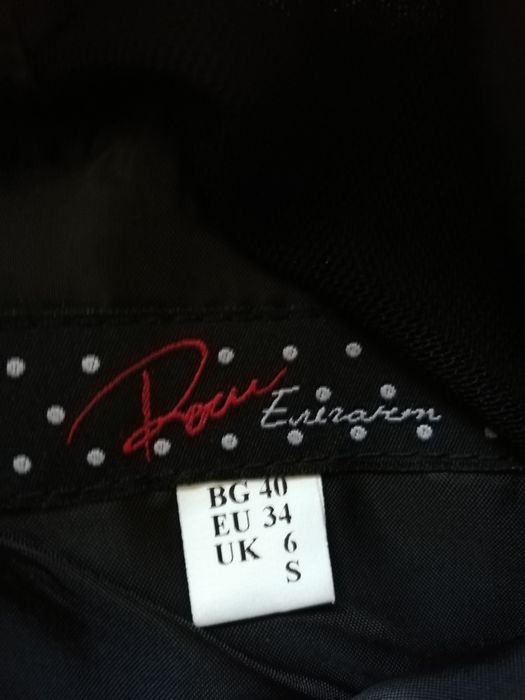 Роси Елегант
BG 40
EU 34
UK 6
S